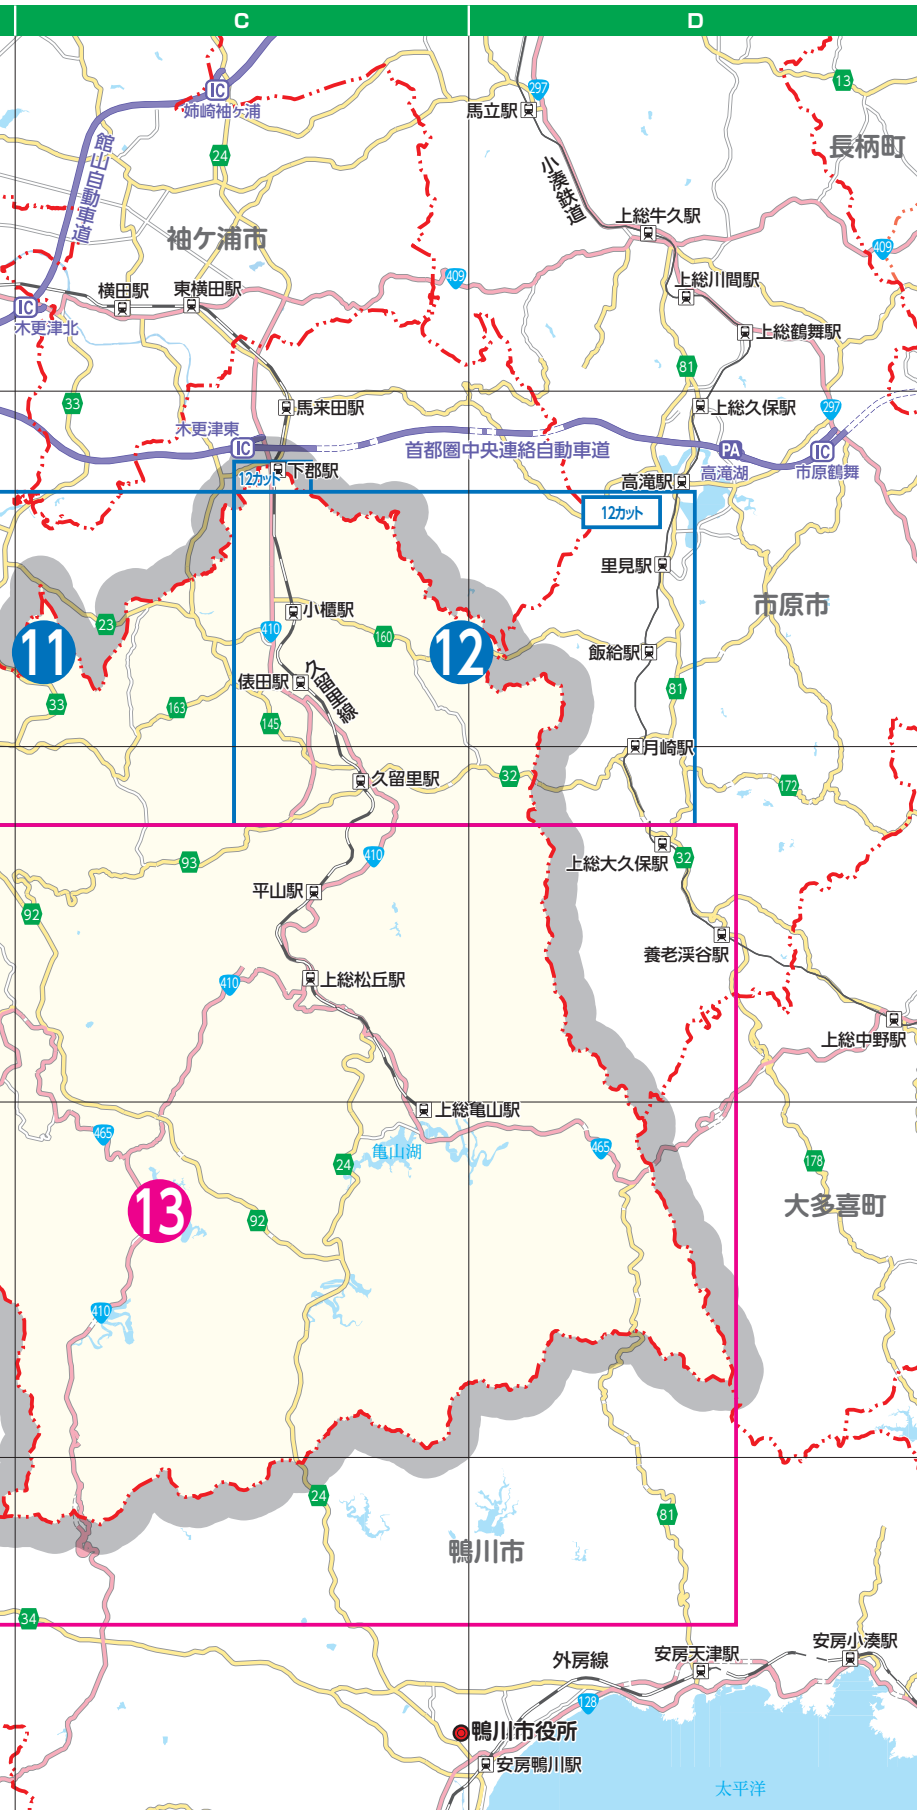 C
D
IC
姉崎袖ヶ浦
297
馬立駅
13
長柄町
24
館山自動車道
小湊鉄道
袖ケ浦市
上総牛久駅
409
409
横田駅
東横田駅
上総川間駅
IC
木更津北
上総鶴舞駅
81
33
馬来田駅
上総久保駅
297
木更津東
IC
首都圏中央連絡自動車道
PA
高滝湖
IC
市原鶴舞
下郡駅
12カット
高滝駅
12カット
里見駅
小櫃駅
市原市
23
410
160
11
12
飯給駅
俵田駅
久留里線
33
163
145
81
月崎駅
久留里駅
32
172
93
410
上総大久保駅
32
平山駅
92
養老渓谷駅
410
上総松丘駅
上総中野駅
上総亀山駅
465
亀山湖
465
24
178
13
92
大多喜町
410
24
81
鴨川市
34
外房線
安房天津駅
安房小湊駅
128
鴨川市役所
安房鴨川駅
太平洋